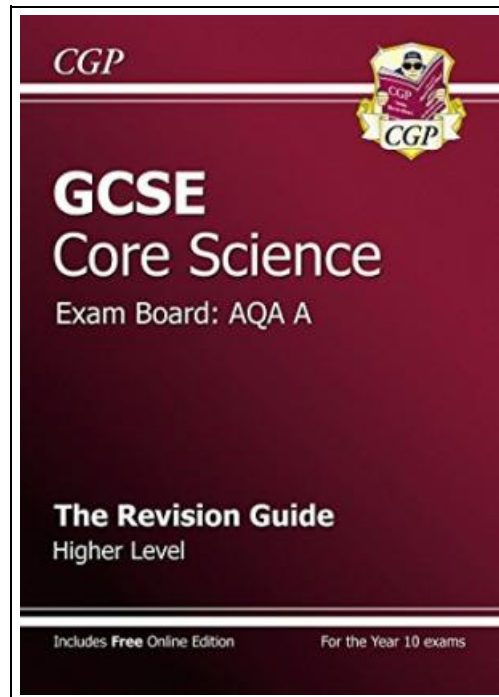 CGP
CGP
CGP
GCSE
Core Science
Exam Board: AQA A
The Revision Guide
Higher Level
Includes Free Online Edition
For the Year 10 exams